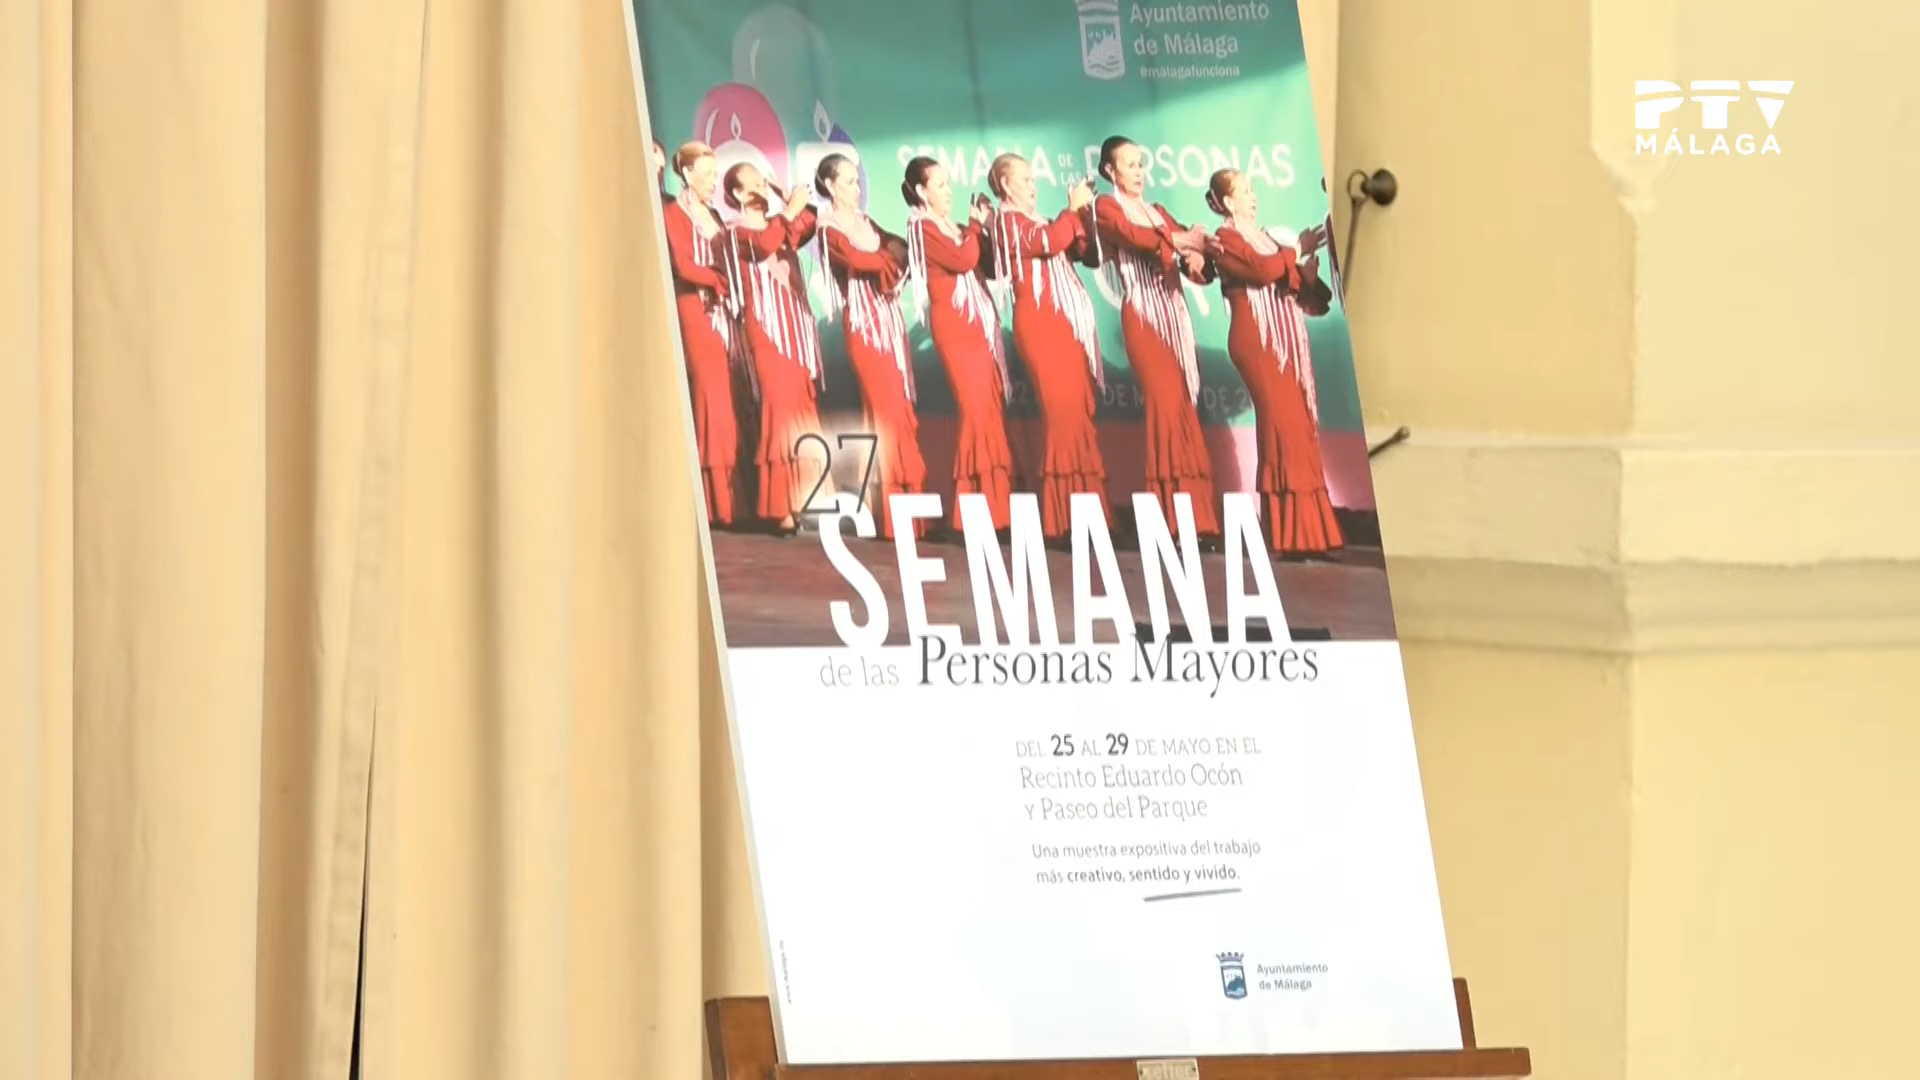 Ayuntamiento
de Málaga
#malagafunciona
PTV
MÁLAGA
SEMANA DE LAS PERSONAS
27
SEMANA
de las Personas Mayores
DEL 25 AL 29 DE MAYO EN EL
Recinto Eduardo Ocón
Y Paseo del Parque
Una muestra expositiva del trabajo
más creativo, sentido y vivido.
Ayuntamiento
de Málaga